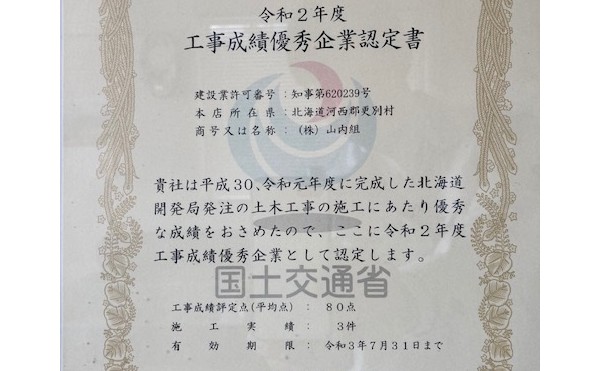 令和2年度
工事成績優秀企業認定書
建設業許可番号：知事第620239号
本店所在県：北海道河西郡更別村
商号又は名称：（株）山内組
貴社は平成30、令和元年度に完成した北海道
開発局発注の土木工事の施工にあたり優秀
な成績をおさめたので、ここに令和2年度
工事成績優秀企業として認定します。
国土交通省
工事成績評定点(平均点)：80点
施工実績：3件
有効期限：令和3年7月31日まで